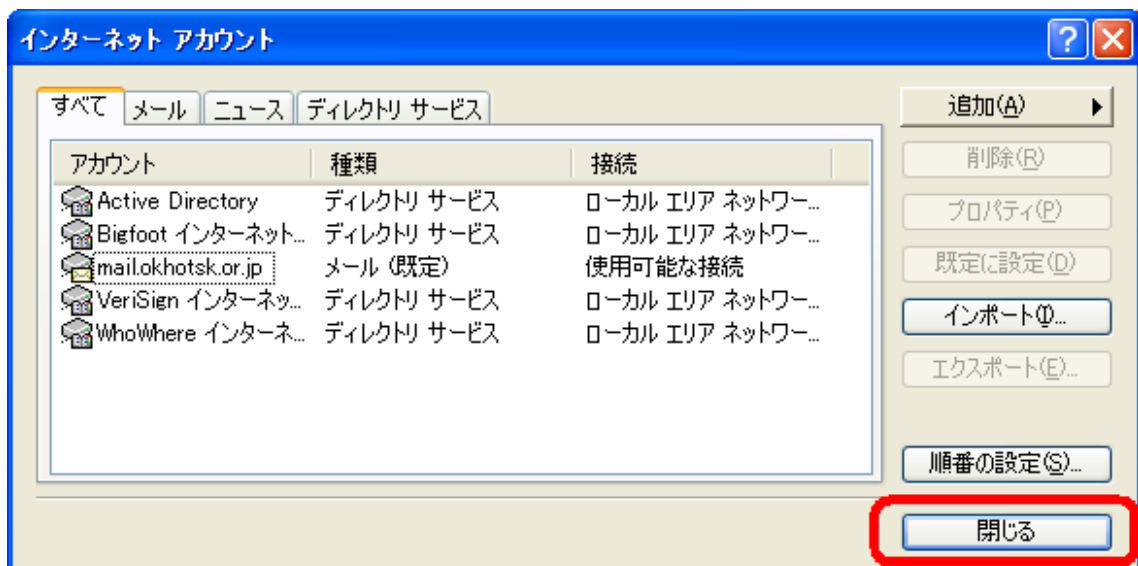 インターネット アカウント
すべて メール ニュース ディレクトリ サービス
アカウント 種類 接続
Active Directory ディレクトリ サービス ローカル エリア ネットワー...
Bigfoot インターネット... ディレクトリ サービス ローカル エリア ネットワー...
mail.okhotsk.or.jp メール (既定) 使用可能な接続
VeriSign インターネッ... ディレクトリ サービス ローカル エリア ネットワー...
WhoWhere インターネ... ディレクトリ サービス ローカル エリア ネットワー...
追加(A)
削除(R)
プロパティ(P)
既定に設定(D)
インポート(I)...
エクスポート(E)...
順番の設定(S)...
閉じる